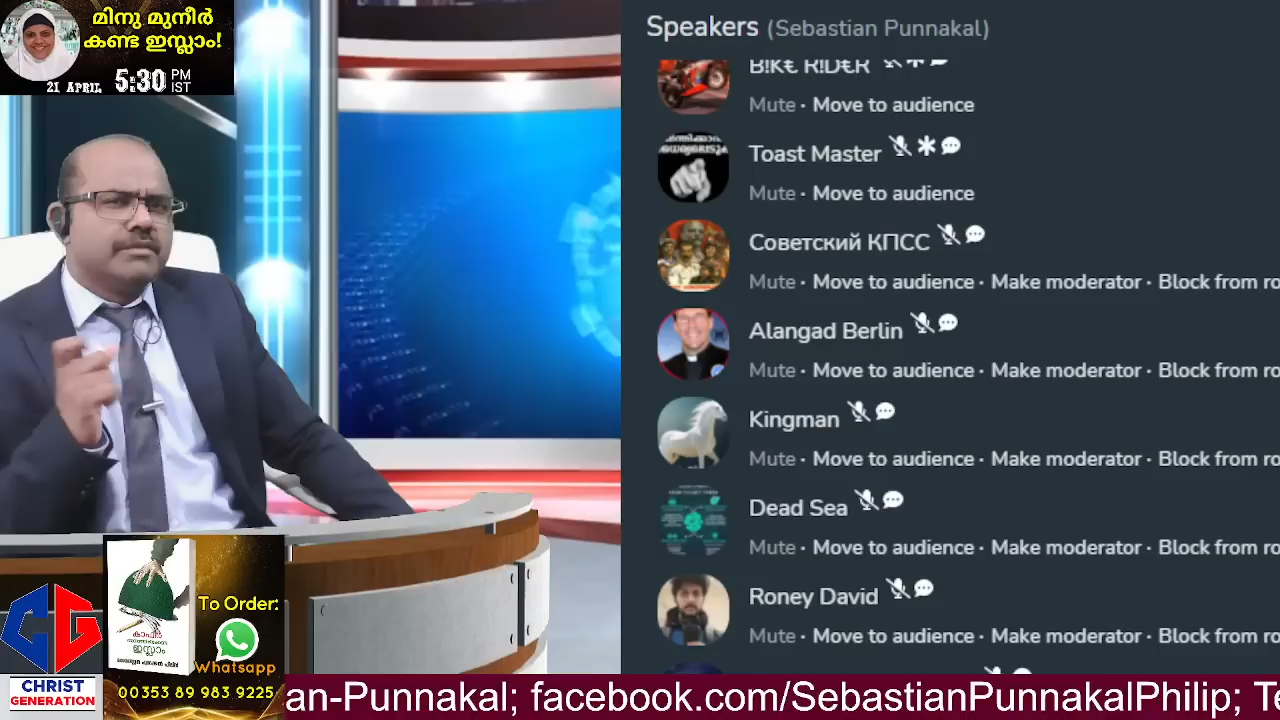 മിനു മുനീർ
കണ്ട ഇസ്ലാം!
21 APRIL 5:30 PM IST
Speakers (Sebastian Punnakal)
B!K€ R!D€R
Mute · Move to audience
Toast Master
Mute · Move to audience
Советский КПСС
Mute · Move to audience · Make moderator · Block from ro
Alangad Berlin
Mute · Move to audience · Make moderator · Block from ro
Kingman
Mute · Move to audience · Make moderator · Block from ro
Dead Sea
Mute · Move to audience · Make moderator · Block from ro
Roney David
Mute · Move to audience · Make moderator · Block from ro
കാഫിർ
ഇസ്ലാം
To Order:
Whatsapp
00353 89 983 9225
CG
CHRIST
GENERATION
an-Punnakal; facebook.com/SebastianPunnakalPhilip; Te